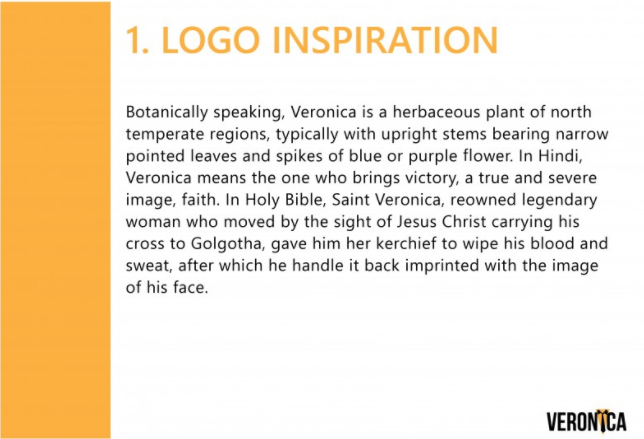 1. LOGO INSPIRATION
Botanically speaking, Veronica is a herbaceous plant of north
temperate regions, typically with upright stems bearing narrow
pointed leaves and spikes of blue or purple flower. In Hindi,
Veronica means the one who brings victory, a true and severe
image, faith. In Holy Bible, Saint Veronica, reowned legendary
woman who moved by the sight of Jesus Christ carrying his
cross to Golgotha, gave him her kerchief to wipe his blood and
sweat, after which he handle it back imprinted with the image
of his face.
VERONICA